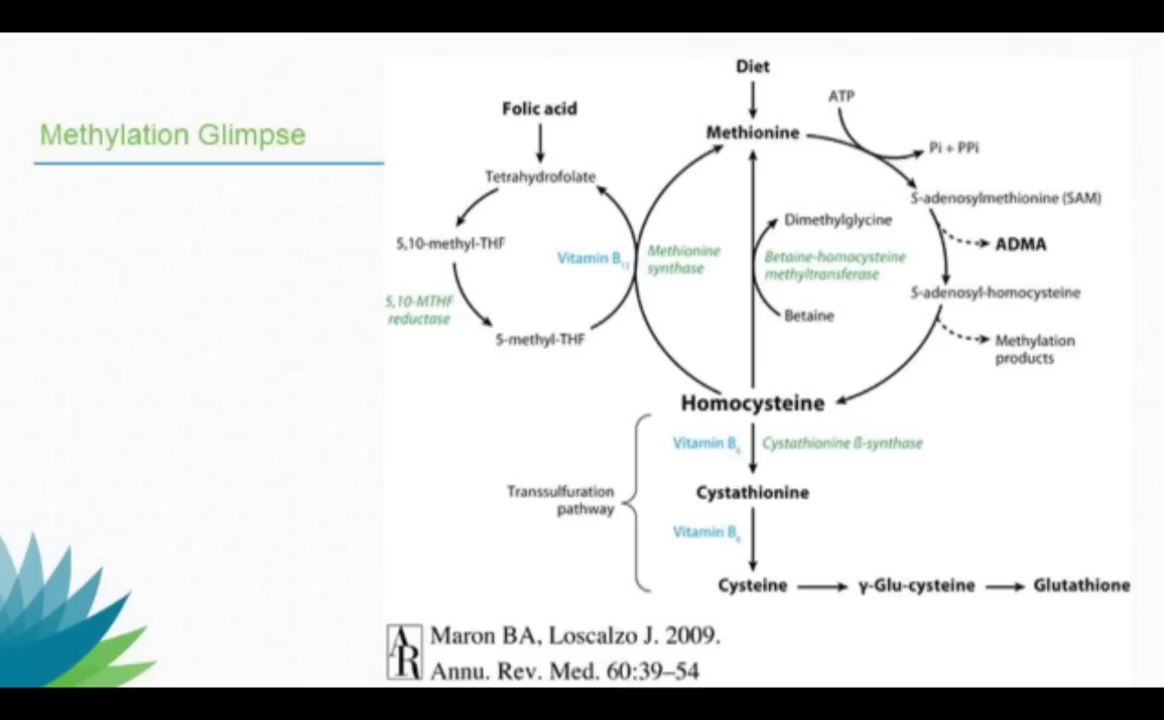 Methylation Glimpse
Diet
ATP
Folic acid
Methionine
Pi + PPi
Tetrahydrofolate
S-adenosylmethionine (SAM)
Dimethylglycine
5,10-methyl-THF
Vitamin B12
Methionine
synthase
Betaine-homocysteine
methyltransferase
ADMA
5,10-MTHF
reductase
S-adenosyl-homocysteine
Betaine
5-methyl-THF
Methylation
products
Homocysteine
Vitamin B6
Cystathionine ß-synthase
Transsulfuration
pathway
Cystathionine
Vitamin B6
Cysteine
γ-Glu-cysteine
Glutathione
AR
Maron BA, Loscalzo J. 2009.
Annu. Rev. Med. 60:39–54